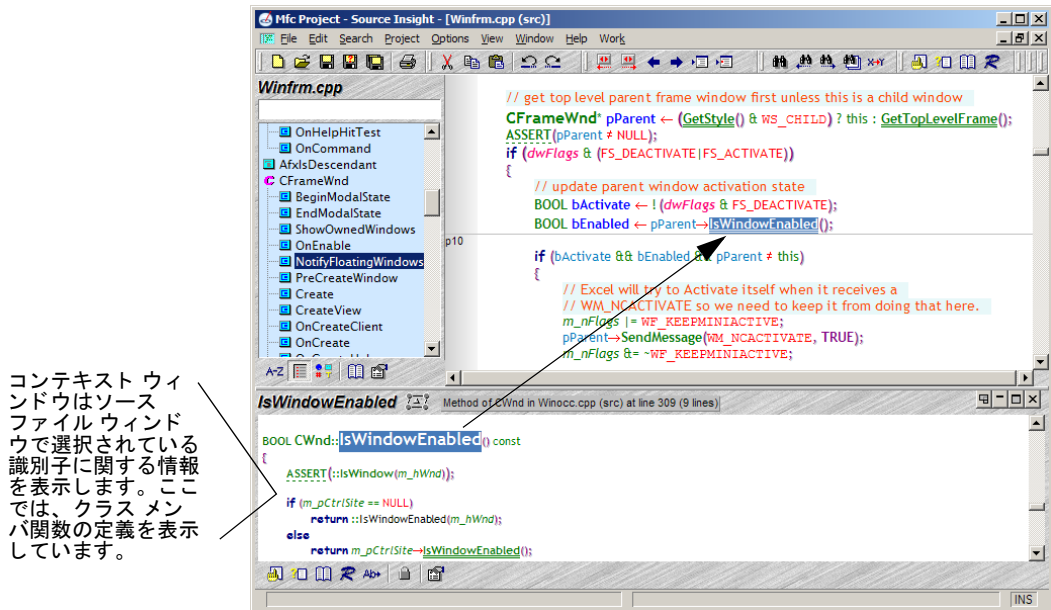 Mfc Project - Source Insight - [Winfrm.cpp (src)]
File Edit Search Project Options View Window Help Work
Winfrm.cpp
OnHelpHitTest
OnCommand
AfxIsDescendant
CFrameWnd
BeginModalState
EndModalState
ShowOwnedWindows
OnEnable
NotifyFloatingWindows
PreCreateWindow
Create
CreateView
OnCreateClient
OnCreate
A-Z
// get top level parent frame window first unless this is a child window
CFrameWnd* pParent ← (GetStyle() & WS_CHILD) ? this : GetTopLevelFrame();
ASSERT(pParent ≠ NULL);
if (dwFlags & (FS_DEACTIVATE|FS_ACTIVATE))
{
// update parent window activation state
BOOL bActivate ← ! (dwFlags & FS_DEACTIVATE);
BOOL bEnabled ← pParent→IsWindowEnabled();
p10
if (bActivate && bEnabled && pParent ≠ this)
{
// Excel will try to Activate itself when it receives a
// WM_NCACTIVATE so we need to keep it from doing that here.
m_nFlags |= WF_KEEPMINIACTIVE;
pParent→SendMessage(WM_NCACTIVATE, TRUE);
m_nFlags &= ~WF_KEEPMINIACTIVE;
コンテキスト ウィ
ンドウはソース
ファイル ウィンド
ウで選択されている
識別子に関する情報
を表示します。ここ
では、クラス メン
バ関数の定義を表示
しています。
IsWindowEnabled Method of CWnd in Winocc.cpp (src) at line 309 (9 lines)
BOOL CWnd::IsWindowEnabled() const
{
ASSERT(::IsWindow(m_hWnd));
if (m_pCtrlSite == NULL)
return ::IsWindowEnabled(m_hWnd);
else
return m_pCtrlSite→IsWindowEnabled();
Ab+
INS